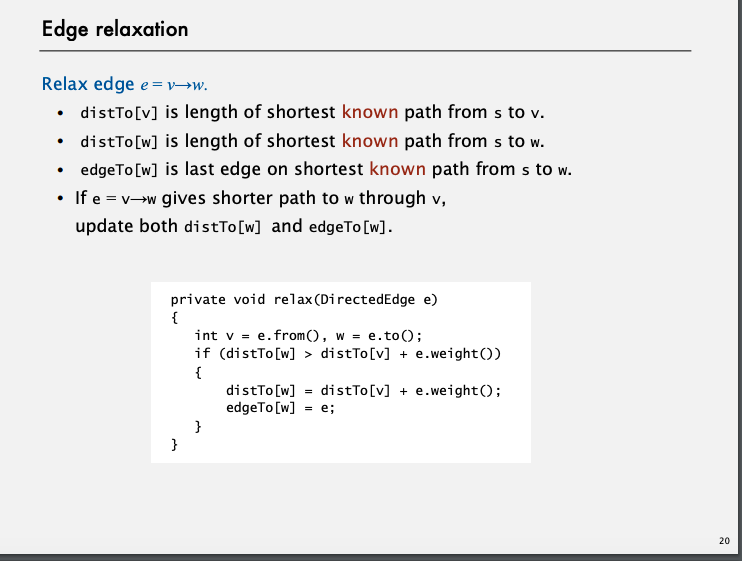 Edge relaxation
Relax edge e = v→w.
• distTo[v] is length of shortest known path from s to v.
• distTo[w] is length of shortest known path from s to w.
• edgeTo[w] is last edge on shortest known path from s to w.
• If e = v→w gives shorter path to w through v,
update both distTo[w] and edgeTo[w].
private void relax(DirectedEdge e)
{
int v = e.from(), w = e.to();
if (distTo[w] > distTo[v] + e.weight())
{
distTo[w] = distTo[v] + e.weight();
edgeTo[w] = e;
}
}
20